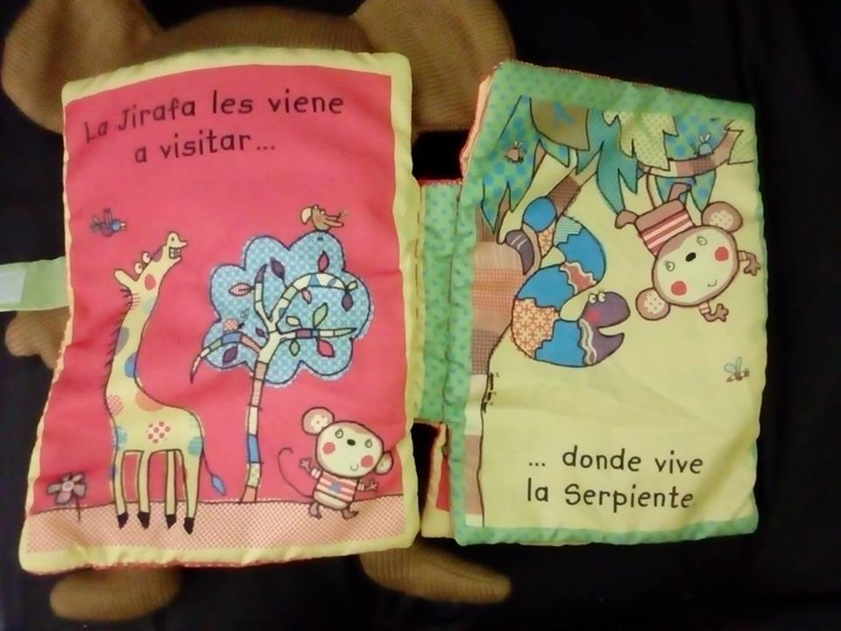 La Jirafa les viene
a visitar...
... donde vive
la Serpiente.